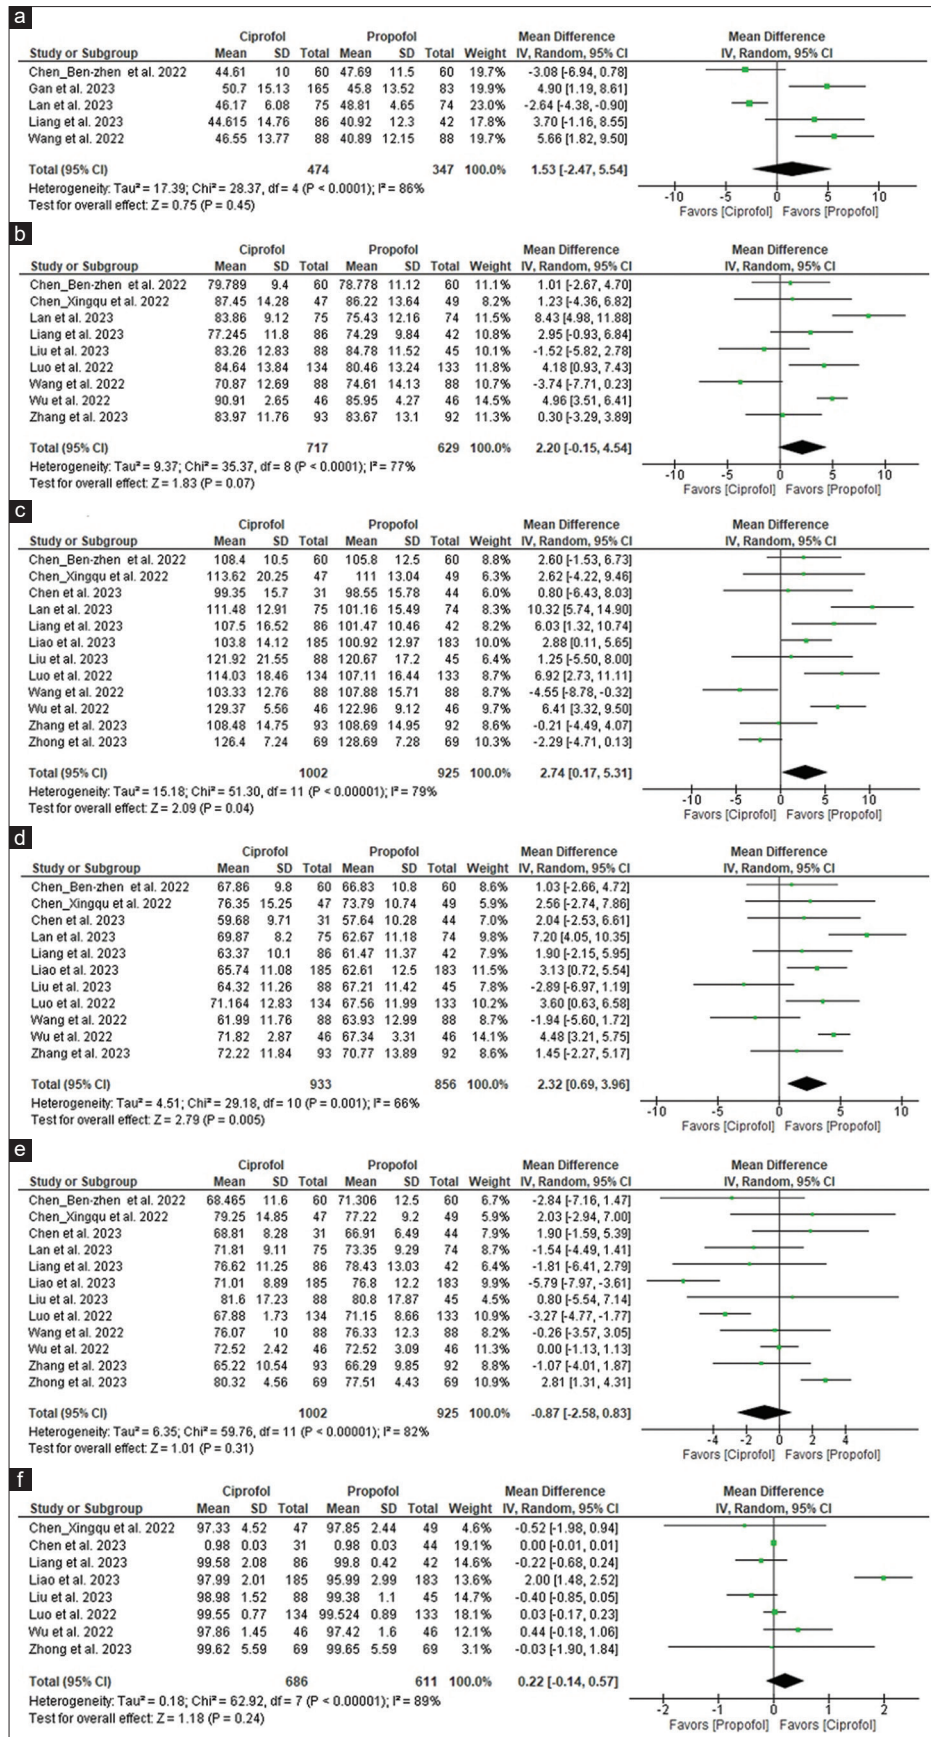 a
Ciprofol Propofol Mean Difference Mean Difference
Study or Subgroup Mean SD Total Mean SD Total Weight IV, Random, 95% CI IV, Random, 95% CI
Chen_Ben-zhen et al. 2022 44.61 10 60 47.69 11.5 60 19.7% -3.08 [-6.94, 0.78]
Gan et al. 2023 50.7 15.13 165 45.8 13.52 83 19.9% 4.90 [1.19, 8.61]
Lan et al. 2023 46.17 6.08 75 48.81 4.65 74 23.0% -2.64 [-4.38, -0.90]
Liang et al. 2023 44.615 14.76 86 40.92 12.3 42 17.6% 3.70 [-1.16, 8.55]
Wang et al. 2022 46.55 13.77 88 40.89 12.15 88 19.7% 5.66 [1.82, 9.50]
Total (95% CI) 474 347 100.0% 1.53 [-2.47, 5.54]
Heterogeneity: Tau² = 17.39; Chi² = 28.37, df = 4 (P < 0.0001); I² = 86%
Test for overall effect: Z = 0.75 (P = 0.45)
-10 -5 0 5 10
Favors [Ciprofol] Favors [Propofol]
b
Ciprofol Propofol Mean Difference Mean Difference
Study or Subgroup Mean SD Total Mean SD Total Weight IV, Random, 95% CI IV, Random, 95% CI
Chen_Ben-zhen et al. 2022 79.789 9.4 60 78.778 11.12 60 11.1% 1.01 [-2.67, 4.70]
Chen_Xingqu et al. 2022 87.45 14.28 47 86.22 13.64 49 8.2% 1.23 [-4.36, 6.82]
Lan et al. 2023 83.86 9.12 75 75.43 12.16 74 11.5% 8.43 [4.98, 11.88]
Liang et al. 2023 77.245 11.8 86 74.29 9.84 42 10.8% 2.95 [-0.93, 6.84]
Liu et al. 2023 83.26 12.83 88 84.78 11.52 45 10.1% -1.52 [-5.82, 2.78]
Luo et al. 2022 84.64 13.84 134 80.46 13.24 133 11.8% 4.18 [0.93, 7.43]
Wang et al. 2022 70.87 12.69 88 74.61 14.13 88 10.7% -3.74 [-7.71, 0.23]
Wu et al. 2022 90.91 2.65 46 85.95 4.27 46 14.5% 4.96 [3.51, 6.41]
Zhang et al. 2023 83.97 11.76 93 83.67 13.1 92 11.3% 0.30 [-3.29, 3.89]
Total (95% CI) 717 629 100.0% 2.20 [-0.15, 4.54]
Heterogeneity: Tau² = 9.37; Chi² = 35.37, df = 8 (P < 0.0001); I² = 77%
Test for overall effect: Z = 1.83 (P = 0.07)
-10 -5 0 5 10
Favors [Ciprofol] Favors [Propofol]
c
Ciprofol Propofol Mean Difference Mean Difference
Study or Subgroup Mean SD Total Mean SD Total Weight IV, Random, 95% CI IV, Random, 95% CI
Chen_Ben-zhen et al. 2022 108.4 10.5 60 105.8 12.5 60 8.8% 2.60 [-1.53, 6.73]
Chen_Xingqu et al. 2022 113.62 20.25 47 111 13.04 49 6.3% 2.62 [-4.22, 9.46]
Chen et al. 2023 99.35 15.7 31 98.55 15.78 44 6.0% 0.80 [-6.43, 8.03]
Lan et al. 2023 111.48 12.91 75 101.16 15.49 74 8.4% 10.32 [5.74, 14.90]
Liang et al. 2023 107.5 16.52 86 101.47 10.46 42 8.3% 6.03 [1.32, 10.74]
Liao et al. 2023 103.8 14.12 185 100.92 12.97 183 10.0% 2.88 [0.11, 5.65]
Liu et al. 2023 121.92 21.55 88 120.67 17.2 45 6.4% 1.25 [-5.50, 8.00]
Luo et al. 2022 114.03 18.46 134 107.11 16.44 133 8.8% 6.92 [2.73, 11.11]
Wang et al. 2022 103.33 12.76 88 107.88 15.71 88 8.7% -4.55 [-8.78, -0.32]
Wu et al. 2022 129.37 5.56 46 122.96 9.12 46 9.7% 6.41 [3.32, 9.50]
Zhang et al. 2023 108.48 14.75 93 108.69 14.95 92 8.7% -0.21 [-4.49, 4.07]
Zhong et al. 2023 126.4 7.24 69 128.69 7.28 69 10.3% -2.29 [-4.71, 0.13]
Total (95% CI) 1002 925 100.0% 2.74 [0.17, 5.31]
Heterogeneity: Tau² = 15.18; Chi² = 51.30, df = 11 (P < 0.00001); I² = 79%
Test for overall effect: Z = 2.09 (P = 0.04)
-10 -5 0 5 10
Favors [Ciprofol] Favors [Propofol]
d
Ciprofol Propofol Mean Difference Mean Difference
Study or Subgroup Mean SD Total Mean SD Total Weight IV, Random, 95% CI IV, Random, 95% CI
Chen_Ben-zhen et al. 2022 67.86 9.8 60 66.83 10.8 60 8.6% 1.03 [-2.66, 4.72]
Chen_Xingqu et al. 2022 76.35 15.25 47 73.79 10.74 49 5.6% 2.56 [-2.74, 7.86]
Chen et al. 2023 59.68 9.71 31 57.64 10.28 44 7.0% 2.04 [-2.53, 6.61]
Lan et al. 2023 69.87 8.2 75 62.67 11.18 74 9.8% 7.20 [4.05, 10.35]
Liang et al. 2023 63.37 10.1 86 61.47 11.37 42 8.0% 1.90 [-2.15, 5.95]
Liao et al. 2023 65.74 11.08 185 62.61 12.5 183 11.5% 3.13 [0.72, 5.54]
Liu et al. 2023 64.32 11.26 88 67.21 11.42 45 7.9% -2.89 [-6.97, 1.19]
Luo et al. 2022 71.164 12.83 134 67.56 11.99 133 10.2% 3.60 [0.63, 6.58]
Wang et al. 2022 61.99 11.76 88 63.93 12.99 88 8.7% -1.94 [-5.60, 1.72]
Wu et al. 2022 71.82 2.87 46 67.34 3.31 46 14.1% 4.48 [3.21, 5.75]
Zhang et al. 2023 72.22 11.84 93 70.77 13.89 92 8.6% 1.45 [-2.27, 5.17]
Total (95% CI) 933 856 100.0% 2.32 [0.69, 3.96]
Heterogeneity: Tau² = 4.51; Chi² = 29.18, df = 10 (P = 0.001); I² = 66%
Test for overall effect: Z = 2.79 (P = 0.005)
-10 -5 0 5 10
Favors [Ciprofol] Favors [Propofol]
e
Ciprofol Propofol Mean Difference Mean Difference
Study or Subgroup Mean SD Total Mean SD Total Weight IV, Random, 95% CI IV, Random, 95% CI
Chen_Ben-zhen et al. 2022 68.465 11.6 60 71.306 12.5 60 6.7% -2.84 [-7.16, 1.47]
Chen_Xingqu et al. 2022 79.25 14.85 47 77.22 9.2 49 5.9% 2.03 [-2.94, 7.00]
Chen et al. 2023 68.81 8.28 31 66.91 6.49 44 7.8% 1.90 [-1.59, 5.39]
Lan et al. 2023 71.81 9.11 75 73.35 9.29 74 8.7% -1.54 [-4.49, 1.41]
Liang et al. 2023 76.62 11.25 86 78.43 13.03 42 6.4% -1.81 [-6.41, 2.79]
Liao et al. 2023 71.01 8.89 185 76.8 12.2 183 9.9% -5.79 [-7.97, -3.61]
Liu et al. 2023 81.6 17.23 88 80.8 17.87 45 4.5% 0.80 [-5.54, 7.14]
Luo et al. 2022 67.88 1.73 134 71.15 8.66 133 10.9% -3.27 [-4.77, -1.77]
Wang et al. 2022 76.07 10 88 76.33 12.3 88 8.2% -0.26 [-3.57, 3.05]
Wu et al. 2022 72.52 2.42 46 72.52 3.09 46 11.4% 0.00 [-1.13, 1.13]
Zhang et al. 2023 65.22 10.54 93 66.29 9.85 92 8.8% -1.07 [-4.01, 1.87]
Zhong et al. 2023 80.32 4.56 69 77.51 4.43 69 10.9% 2.81 [1.31, 4.31]
Total (95% CI) 1002 925 100.0% -0.87 [-2.58, 0.83]
Heterogeneity: Tau² = 6.35; Chi² = 59.76, df = 11 (P < 0.00001); I² = 82%
Test for overall effect: Z = 1.01 (P = 0.31)
-4 -2 0 2 4
Favors [Ciprofol] Favors [Propofol]
f
Ciprofol Propofol Mean Difference Mean Difference
Study or Subgroup Mean SD Total Mean SD Total Weight IV, Random, 95% CI IV, Random, 95% CI
Chen_Xingqu et al. 2022 97.33 4.52 47 97.85 2.44 49 4.6% -0.52 [-1.98, 0.94]
Chen et al. 2023 0.98 0.03 31 0.98 0.03 44 19.1% 0.00 [-0.01, 0.01]
Liang et al. 2023 99.58 2.08 86 99.8 0.42 42 14.6% -0.22 [-0.68, 0.24]
Liao et al. 2023 97.99 2.01 185 95.99 2.99 183 13.6% 2.00 [1.48, 2.52]
Liu et al. 2023 98.98 1.52 88 99.38 1.1 45 14.7% -0.40 [-0.85, 0.05]
Luo et al. 2022 99.55 0.77 134 99.524 0.89 133 18.1% 0.03 [-0.17, 0.23]
Wu et al. 2022 97.86 1.45 46 97.42 1.6 46 12.1% 0.44 [-0.18, 1.06]
Zhong et al. 2023 99.62 5.59 69 99.65 5.59 69 3.1% -0.03 [-1.90, 1.84]
Total (95% CI) 686 611 100.0% 0.22 [-0.14, 0.57]
Heterogeneity: Tau² = 0.18; Chi² = 62.92, df = 7 (P < 0.00001); I² = 89%
Test for overall effect: Z = 1.18 (P = 0.24)
-2 -1 0 1 2
Favors [Propofol] Favors [Ciprofol]